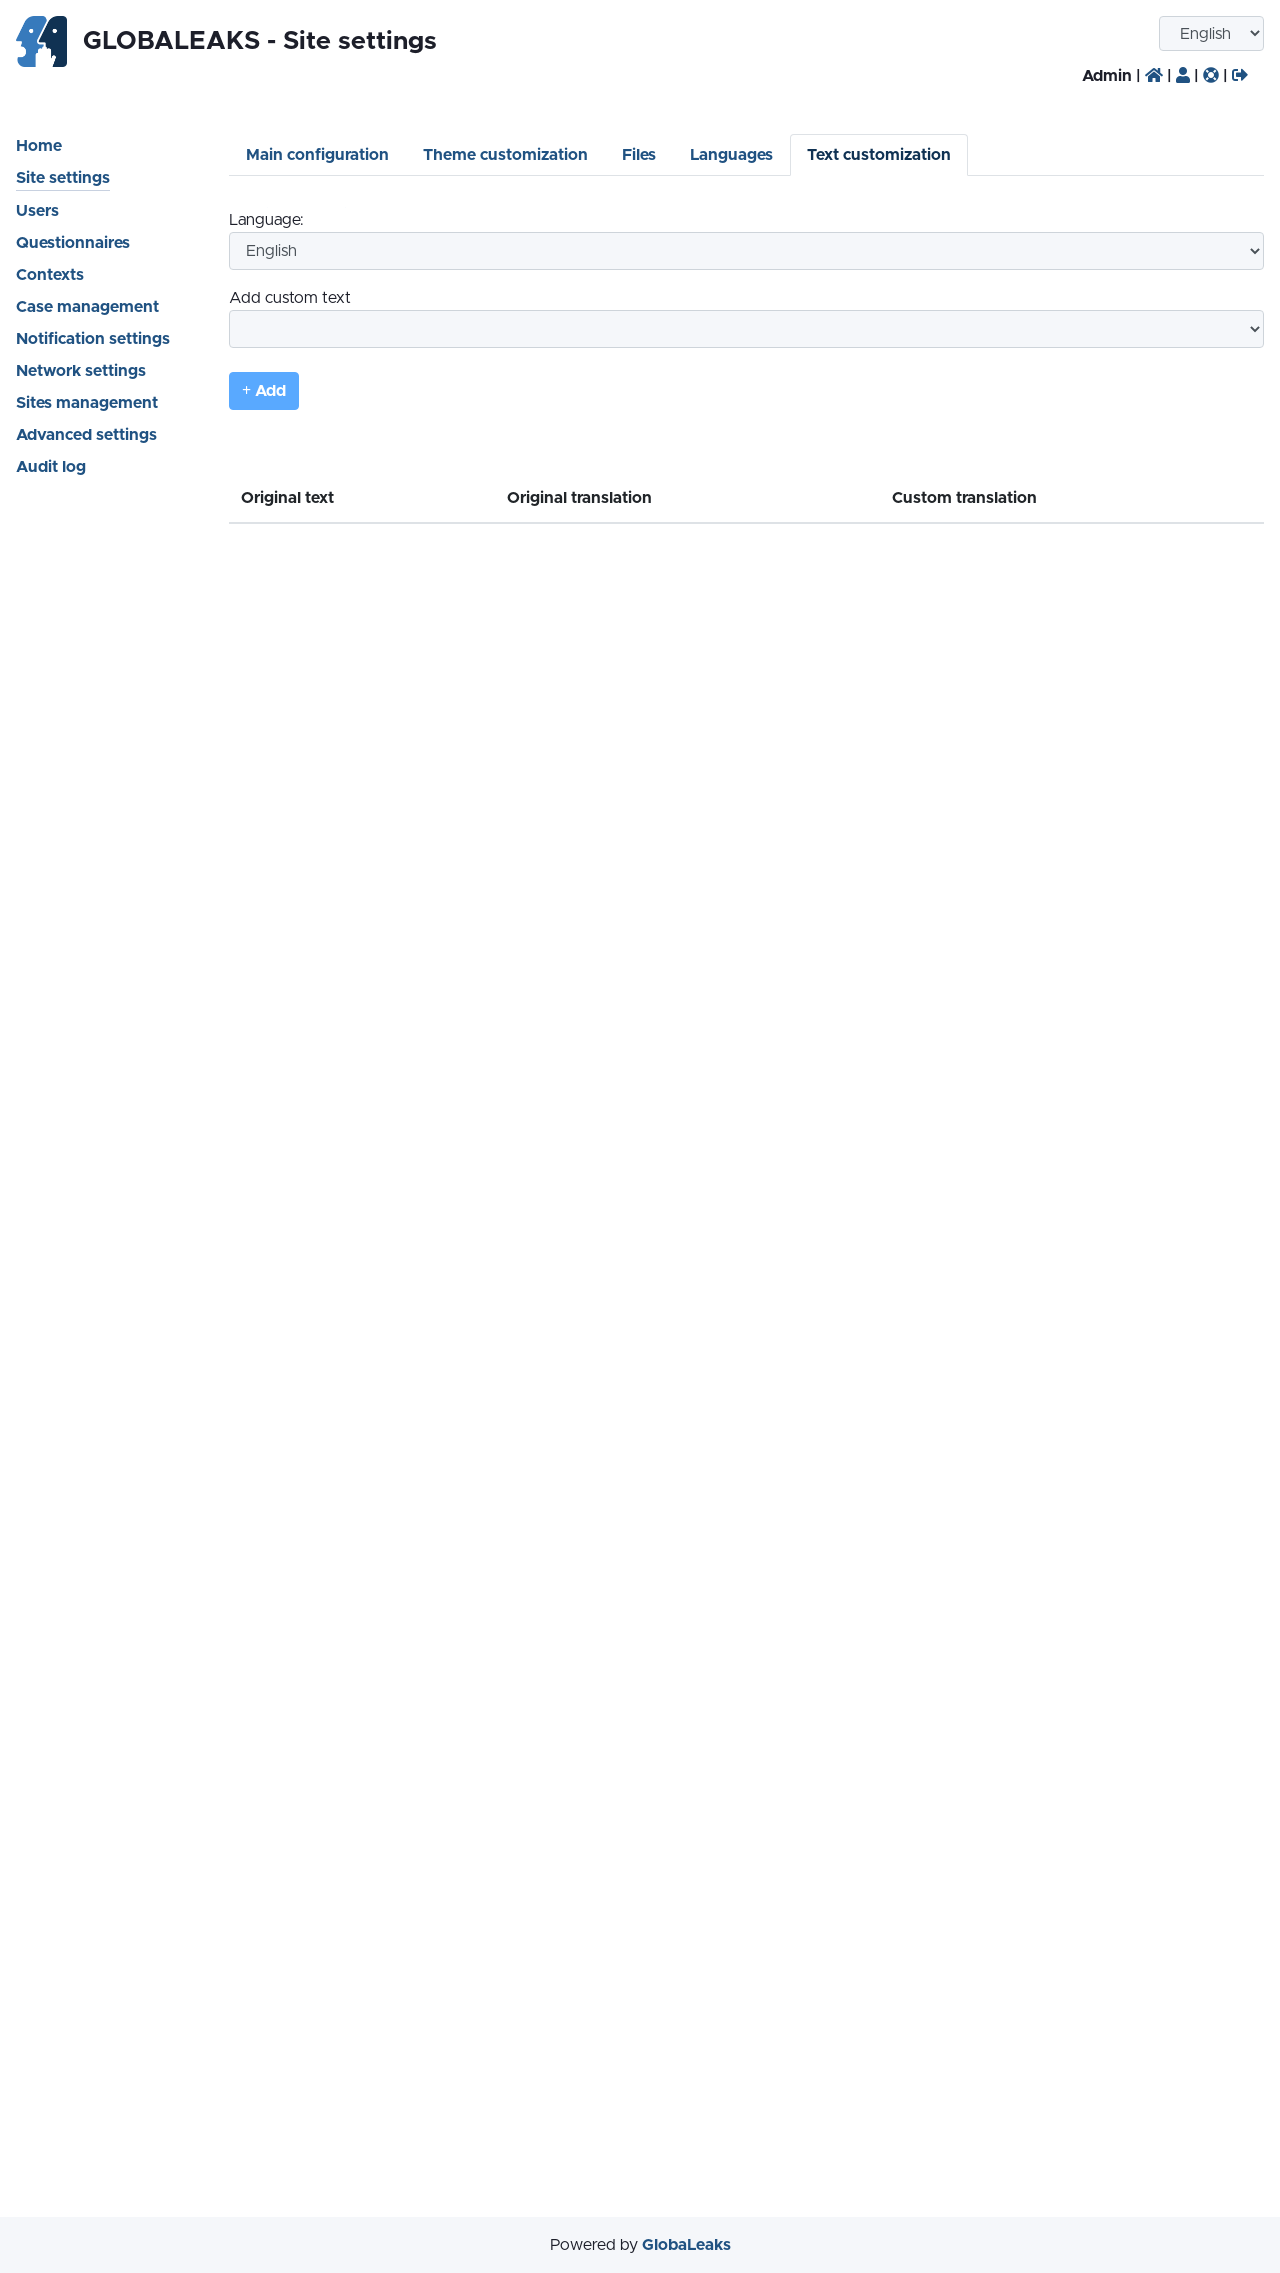 GLOBALEAKS - Site settings
English
Admin | | | |
Home
Site settings
Users
Questionnaires
Contexts
Case management
Notification settings
Network settings
Sites management
Advanced settings
Audit log
Main configuration Theme customization Files Languages Text customization
Language:
English
Add custom text
+ Add
Original text Original translation Custom translation
Powered by GlobaLeaks